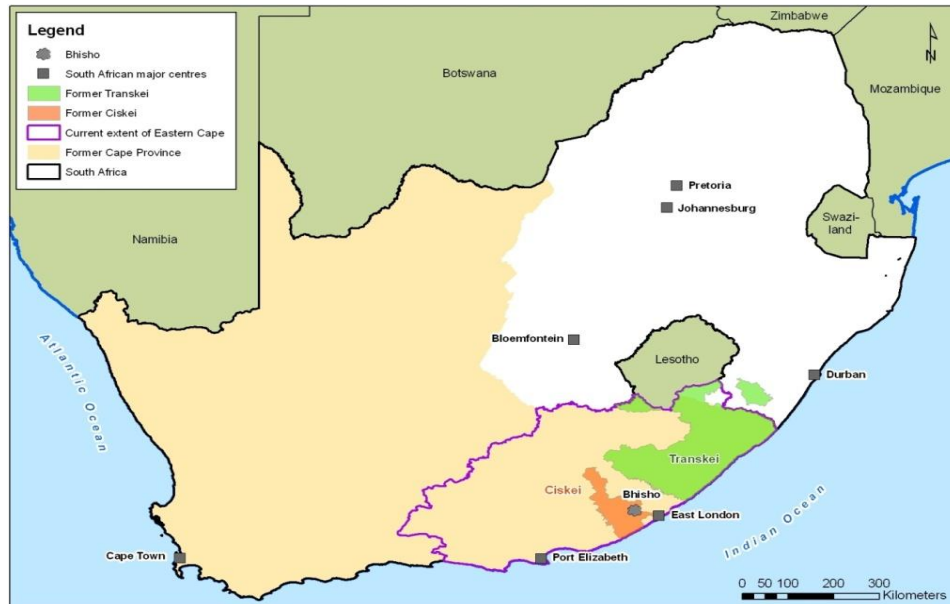 Legend
Bhisho
South African major centres
Former Transkei
Former Ciskei
Current extent of Eastern Cape
Former Cape Province
South Africa
Zimbabwe
N
Botswana
Mozambique
Pretoria
Johannesburg
Swazi-
land
Namibia
Bloemfontein
Lesotho
Durban
Atlantic Ocean
Transkei
Ciskei
Bhisho
East London
Indian Ocean
Cape Town
Port Elizabeth
0 50 100 200 300
Kilometers